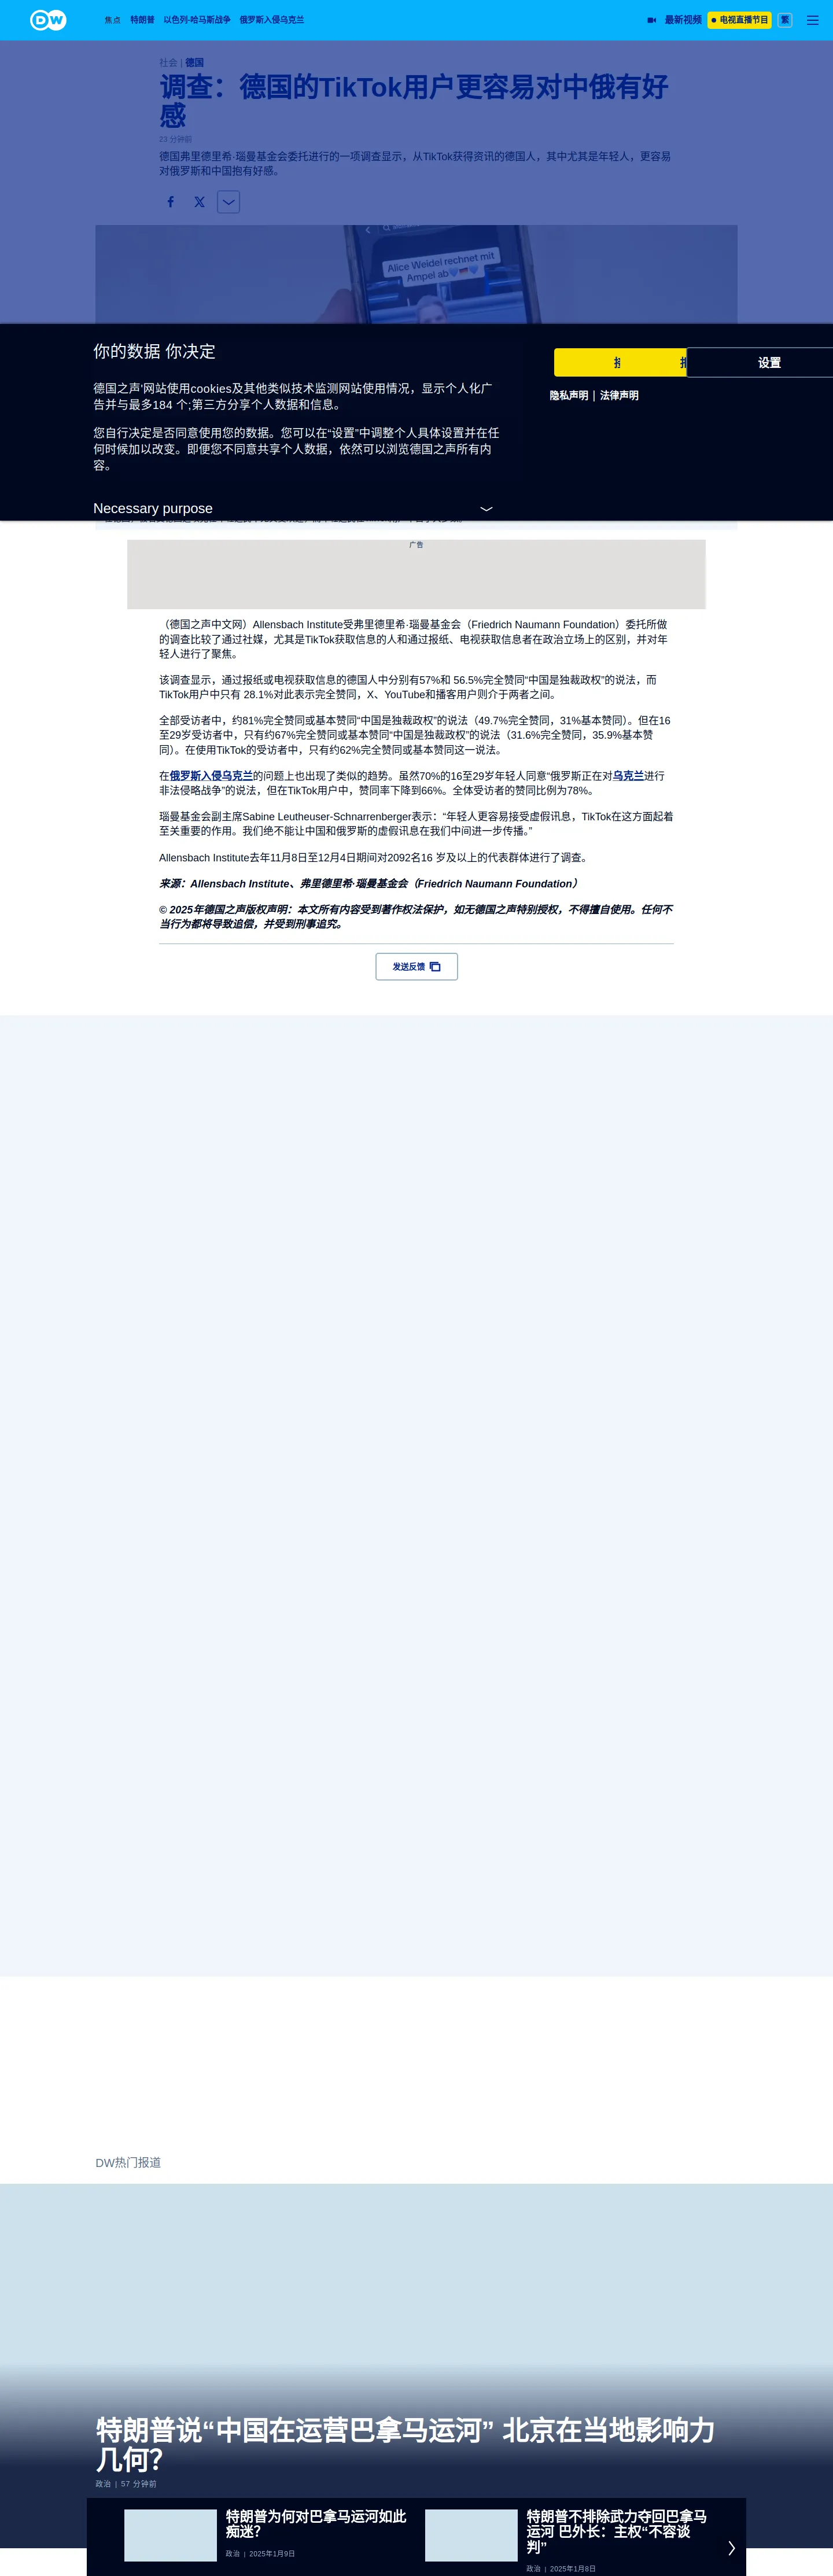 DW 焦点 特朗普 以色列-哈马斯战争 俄罗斯入侵乌克兰 最新视频 电视直播节目 繁
社会 | 德国
调查：德国的TikTok用户更容易对中俄有好
感
23 分钟前
德国弗里德里希·瑙曼基金会委托进行的一项调查显示，从TikTok获得资讯的德国人，其中尤其是年轻人，更容易
对俄罗斯和中国抱有好感。
Alice Weidel rechnet mit
Ampel ab
你的数据 你决定
设置
德国之声’网站使用cookies及其他类似技术监测网站使用情况，显示个人化广
告并与最多184 个;第三方分享个人数据和信息。
隐私声明 | 法律声明
您自行决定是否同意使用您的数据。您可以在“设置”中调整个人具体设置并在任
何时候加以改变。即便您不同意共享个人数据，依然可以浏览德国之声所有内
容。
Necessary purpose
广告
（德国之声中文网）Allensbach Institute受弗里德里希·瑙曼基金会（Friedrich Naumann Foundation）委托所做
的调查比较了通过社媒，尤其是TikTok获取信息的人和通过报纸、电视获取信息者在政治立场上的区别，并对年
轻人进行了聚焦。
该调查显示，通过报纸或电视获取信息的德国人中分别有57%和 56.5%完全赞同“中国是独裁政权”的说法，而
TikTok用户中只有 28.1%对此表示完全赞同，X、YouTube和播客用户则介于两者之间。
全部受访者中，约81%完全赞同或基本赞同“中国是独裁政权”的说法（49.7%完全赞同，31%基本赞同）。但在16
至29岁受访者中，只有约67%完全赞同或基本赞同“中国是独裁政权”的说法（31.6%完全赞同，35.9%基本赞
同）。在使用TikTok的受访者中，只有约62%完全赞同或基本赞同这一说法。
在俄罗斯入侵乌克兰的问题上也出现了类似的趋势。虽然70%的16至29岁年轻人同意“俄罗斯正在对乌克兰进行
非法侵略战争”的说法，但在TikTok用户中，赞同率下降到66%。全体受访者的赞同比例为78%。
瑙曼基金会副主席Sabine Leutheuser-Schnarrenberger表示：“年轻人更容易接受虚假讯息，TikTok在这方面起着
至关重要的作用。我们绝不能让中国和俄罗斯的虚假讯息在我们中间进一步传播。”
Allensbach Institute去年11月8日至12月4日期间对2092名16 岁及以上的代表群体进行了调查。
来源：Allensbach Institute、弗里德里希·瑙曼基金会（Friedrich Naumann Foundation）
© 2025年德国之声版权声明：本文所有内容受到著作权法保护，如无德国之声特别授权，不得擅自使用。任何不
当行为都将导致追偿，并受到刑事追究。
发送反馈
DW热门报道
特朗普说“中国在运营巴拿马运河” 北京在当地影响力
几何？
政治 | 57 分钟前
特朗普为何对巴拿马运河如此
痴迷？
政治 | 2025年1月9日
特朗普不排除武力夺回巴拿马
运河 巴外长：主权“不容谈
判”
政治 | 2025年1月8日